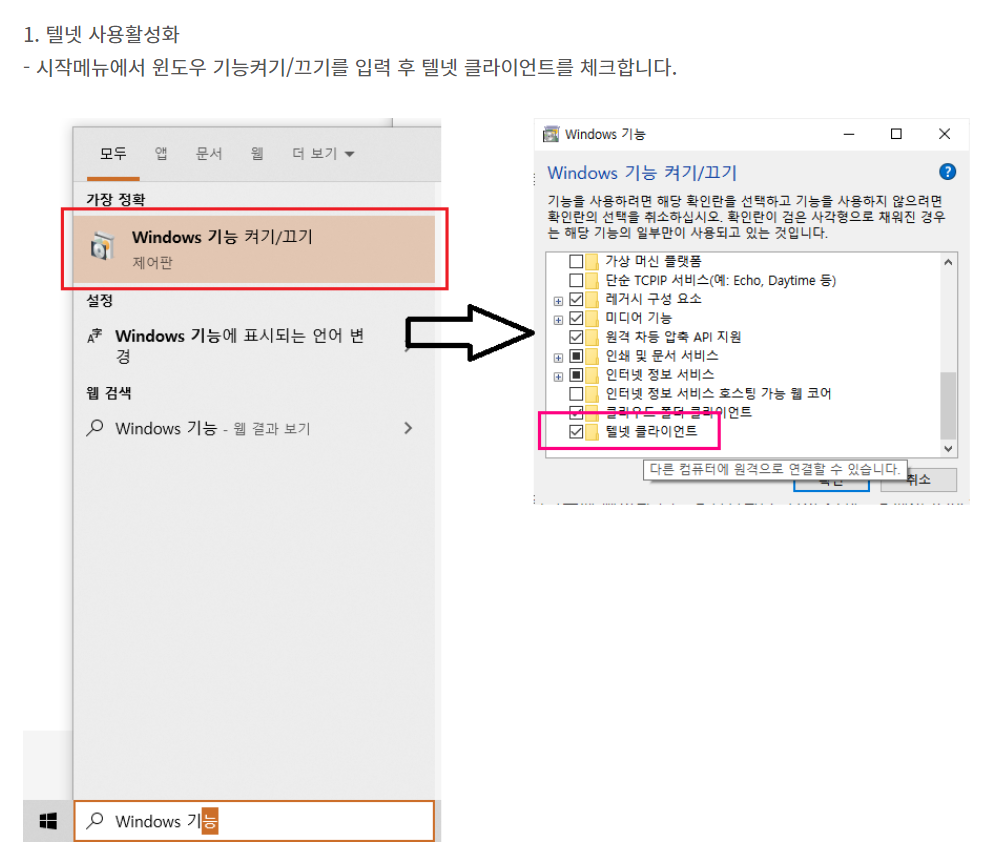 1. 텔넷 사용활성화
- 시작메뉴에서 윈도우 기능켜기/끄기를 입력 후 텔넷 클라이언트를 체크합니다.
모두 앱 문서 웹 더 보기
가장 정확
Windows 기능 켜기/끄기
제어판
설정
Windows 기능에 표시되는 언어 변
경
웹 검색
Windows 기능 - 웹 결과 보기
Windows 기능
Windows 기능
Windows 기능 켜기/끄기
기능을 사용하려면 해당 확인란을 선택하고 기능을 사용하지 않으려면
확인란의 선택을 취소하십시오. 확인란이 검은 사각형으로 채워진 경우
는 해당 기능의 일부만이 사용되고 있는 것입니다.
가상 머신 플랫폼
단순 TCPIP 서비스(예: Echo, Daytime 등)
레거시 구성 요소
미디어 기능
원격 차등 압축 API 지원
인쇄 및 문서 서비스
인터넷 정보 서비스
인터넷 정보 서비스 호스팅 가능 웹 코어
클라우드 폴더 클라이언트
텔넷 클라이언트
다른 컴퓨터에 원격으로 연결할 수 있습니다.
확인 취소